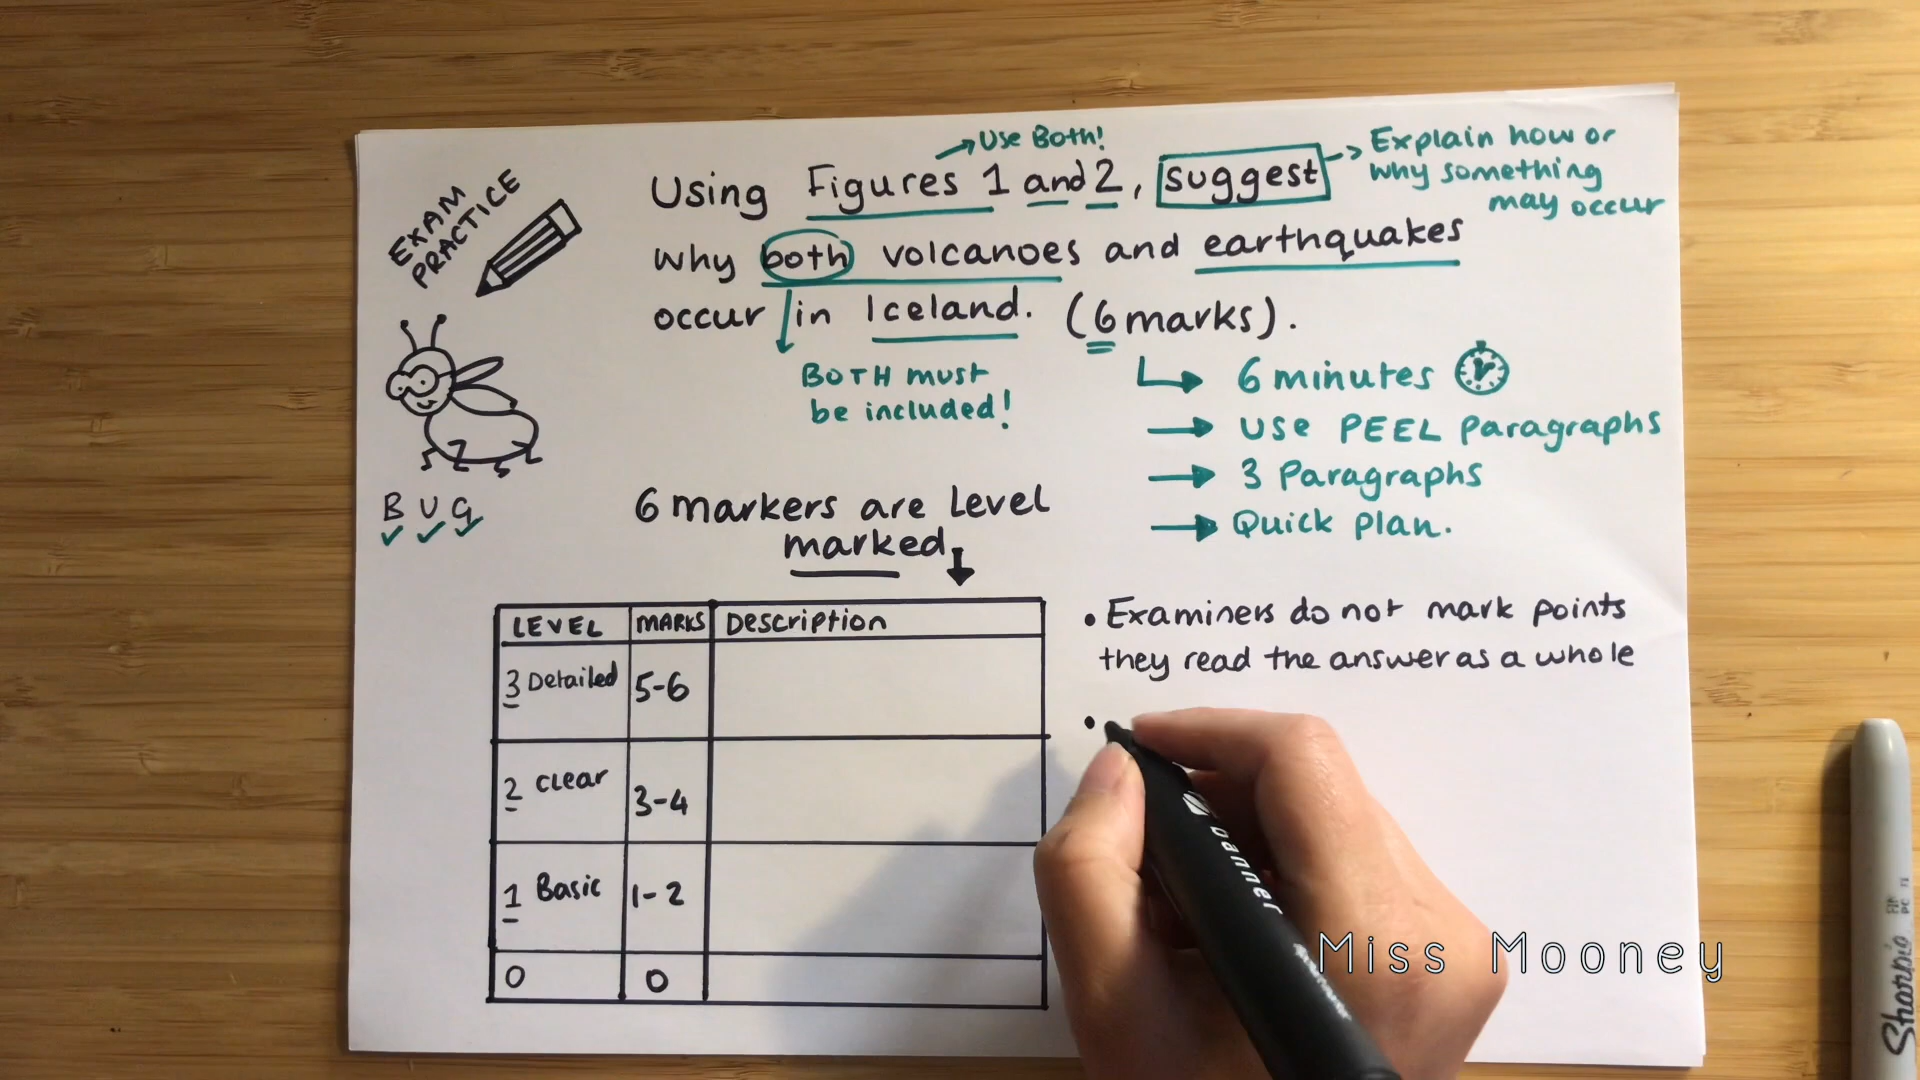 EXAM
PRACTICE
Use Both!
Using Figures 1 and 2, suggest
Explain how or
why something
may occur
why both volcanoes and earthquakes
occur in Iceland. (6 marks).
BOTH must
be included!
6 minutes
Use PEEL Paragraphs
3 Paragraphs
Quick plan.
B U G
6 markers are Level
marked
LEVEL MARKS Description
3 Detailed 5-6
2 Clear 3-4
1 Basic 1-2
0 0
• Examiners do not mark points
they read the answer as a whole
•
Miss Mooney
Sharpie